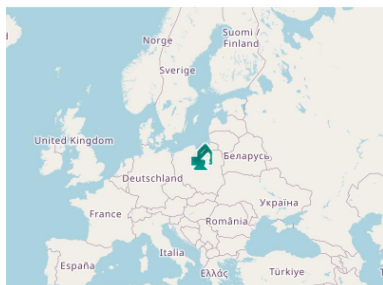 Norge
Suomi /
Finland
Sverige
United Kingdom
Беларусь
Deutschland
Україна
France
România
Italia
España
Ελλάς
Türkiye